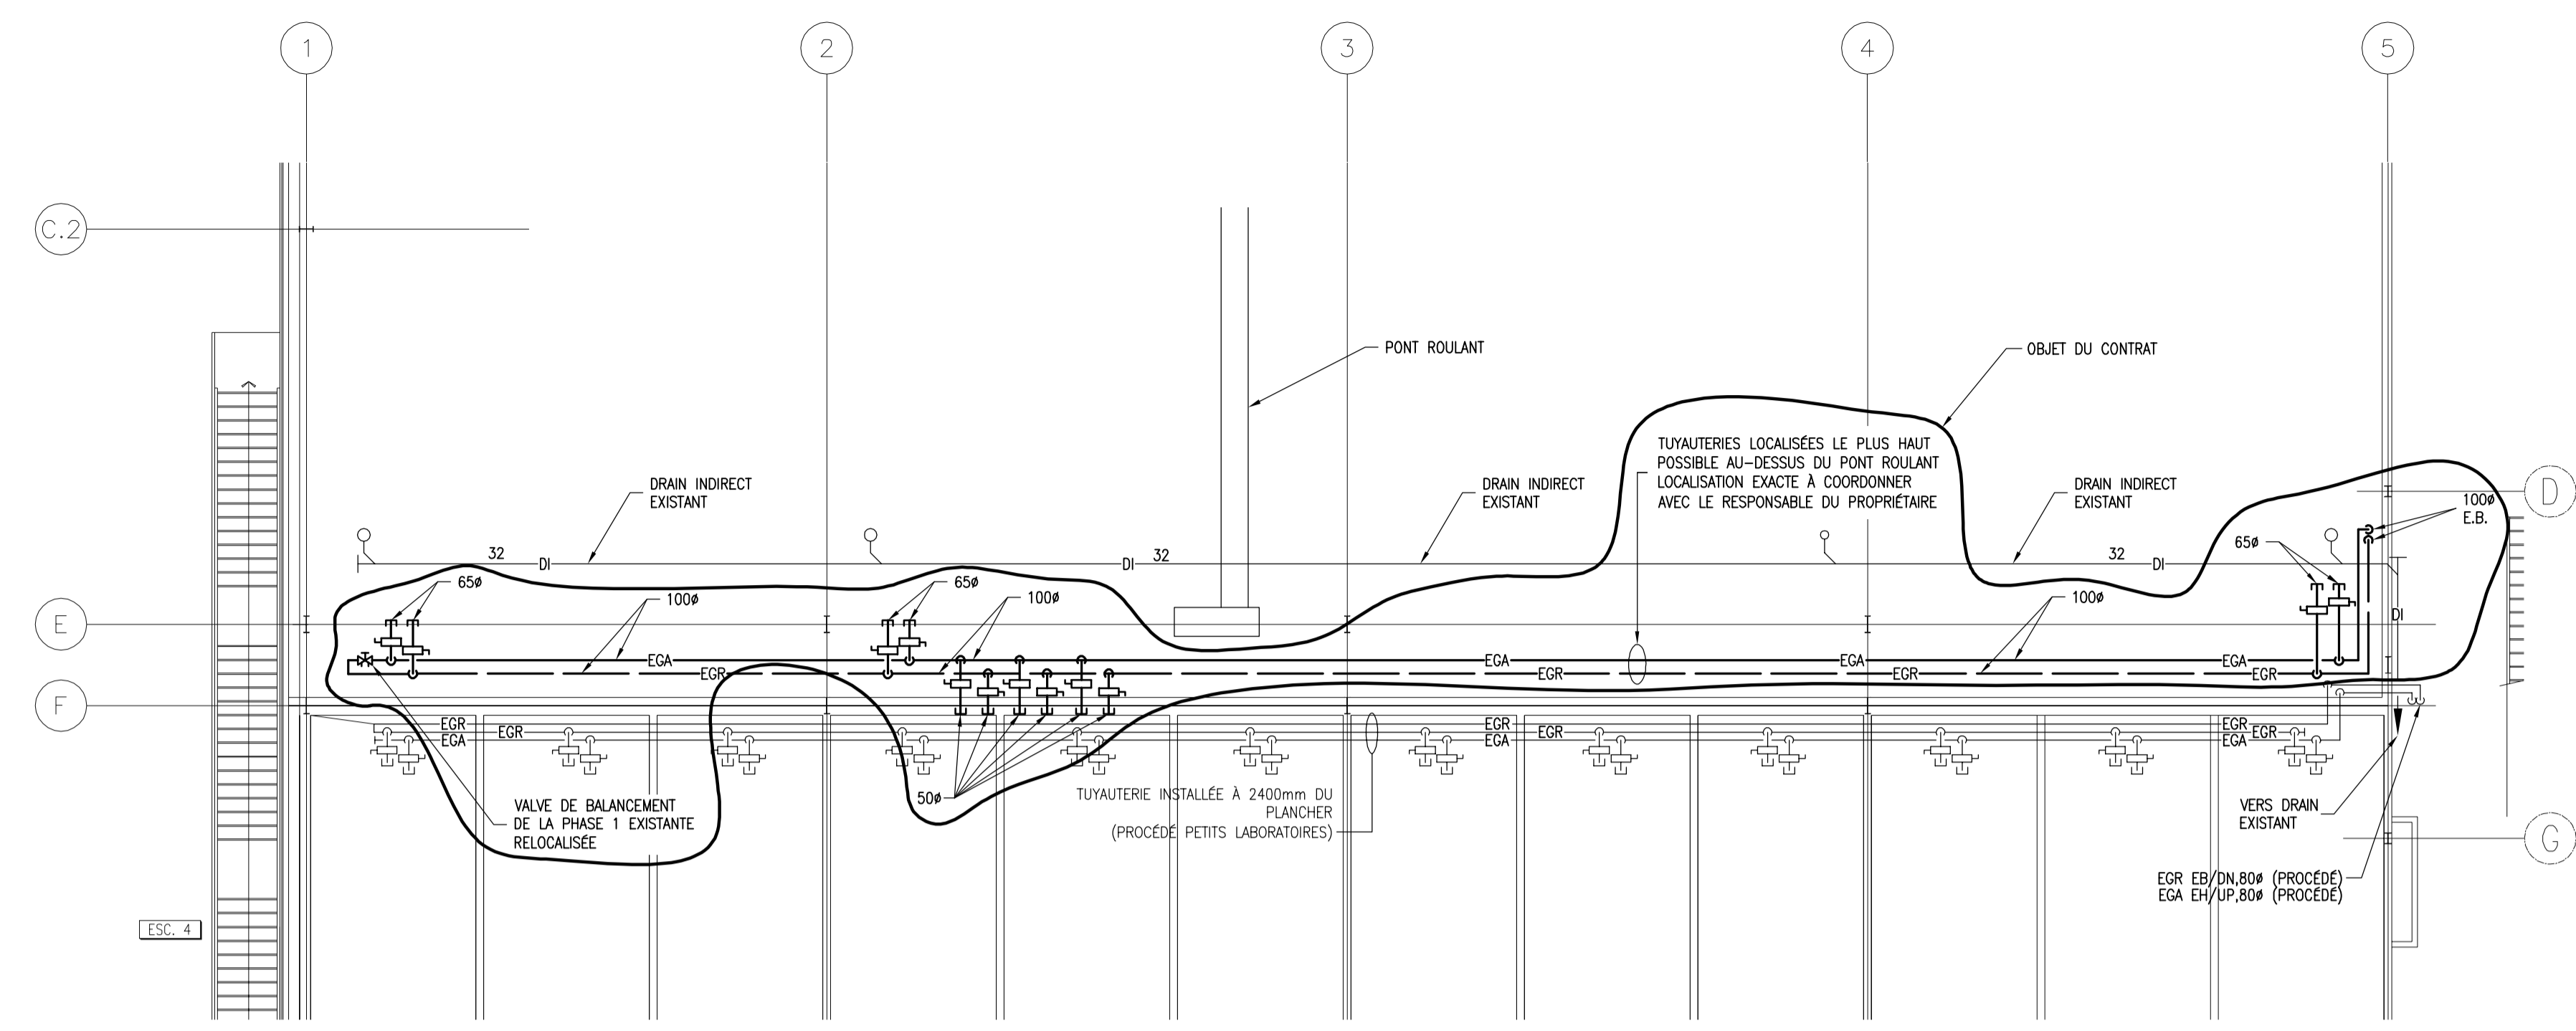 1
2
3
4
5
C.2
PONT ROULANT
OBJET DU CONTRAT
TUYAUTERIES LOCALISÉES LE PLUS HAUT
POSSIBLE AU-DESSUS DU PONT ROULANT
LOCALISATION EXACTE À COORDONNER
AVEC LE RESPONSABLE DU PROPRIÉTAIRE
DRAIN INDIRECT
EXISTANT
DRAIN INDIRECT
EXISTANT
DRAIN INDIRECT
EXISTANT
D
100ø
E.B.
65ø
32
DI
DI
32
32
DI
65ø
65ø
100ø
100ø
100ø
DI
E
EGA
EGA
EGA
EGA
EGR
EGR
EGR
EGR
F
EGR
EGR
EGA
EGR
EGR
EGA
EGR
EGR
EGA
50ø
TUYAUTERIE INSTALLÉE À 2400mm DU
PLANCHER
(PROCÉDÉ PETITS LABORATOIRES)
VALVE DE BALANCEMENT
DE LA PHASE 1 EXISTANTE
RELOCALISÉE
VERS DRAIN
EXISTANT
G
EGR EB/DN,80ø (PROCÉDÉ)
EGA EH/UP,80ø (PROCÉDÉ)
ESC. 4